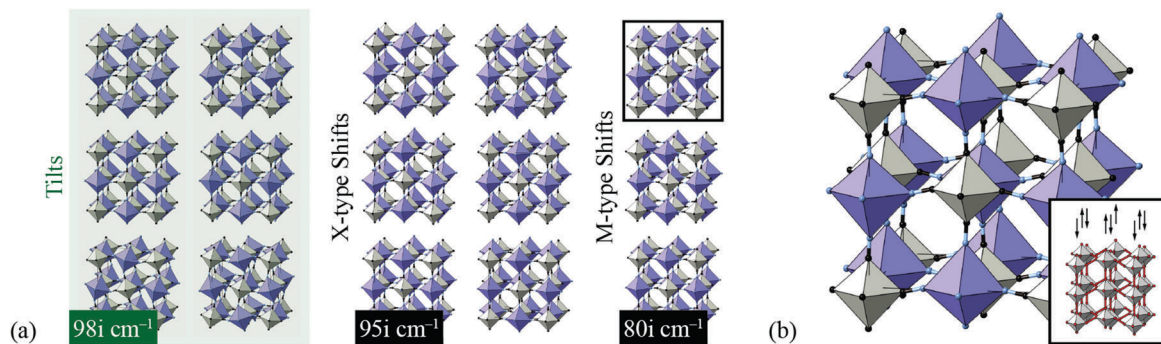 Tilts
X-type Shifts
M-type Shifts
98i cm⁻¹
95i cm⁻¹
80i cm⁻¹
(a)
(b)